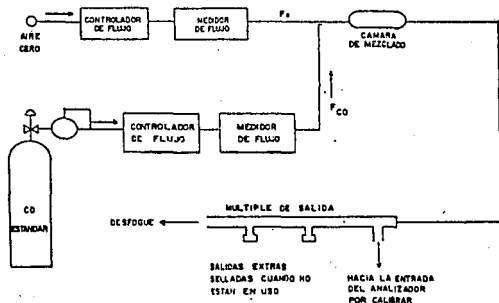 AIRE
CERO
CONTROLADOR
DE FLUJO
MEDIDOR
DE FLUJO
CAMARA
DE MEZCLADO
CONTROLADOR
DE FLUJO
MEDIDOR
DE FLUJO
F_CO
CO
ESTANDAR
MULTIPLE DE SALIDA
DESFOGUE
SALIDAS EXTRAS
SELLADAS CUANDO NO
ESTAN EN USO
HACIA LA ENTRADA
DEL ANALIZADOR
POR CALIBRAR